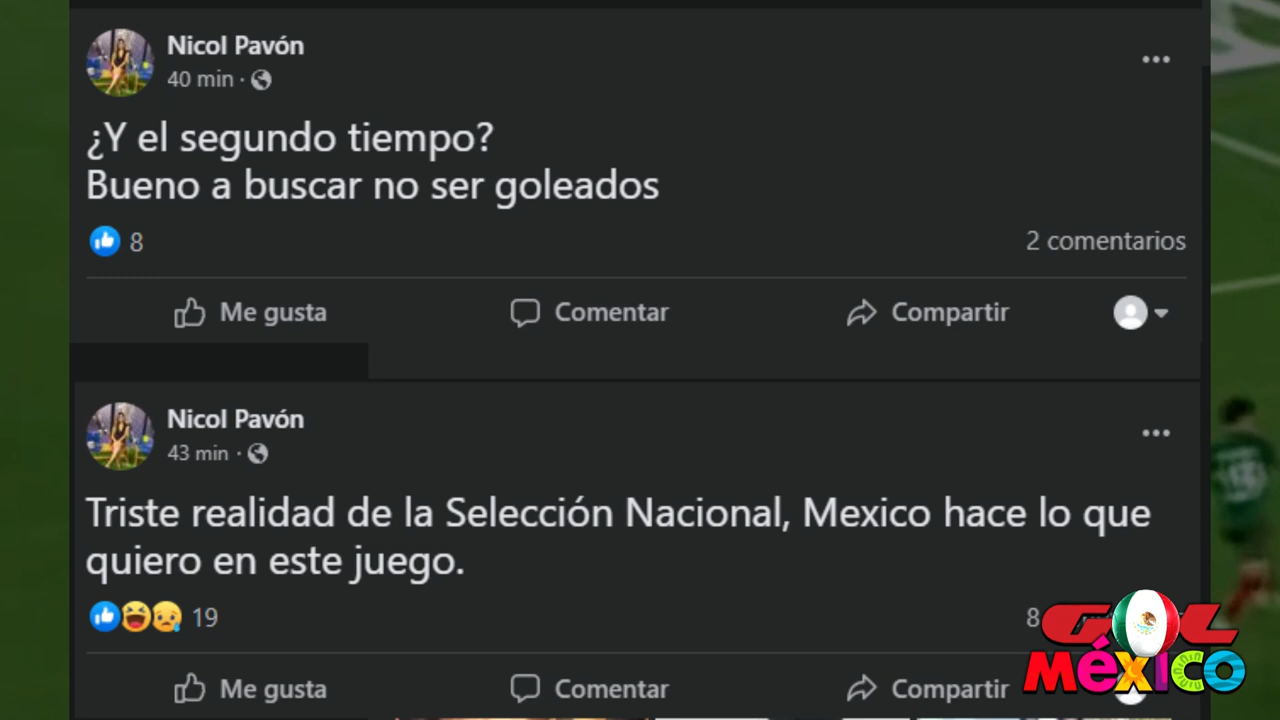 Nicol Pavón
40 min ·
¿Y el segundo tiempo?
Bueno a buscar no ser goleados
8
2 comentarios
Me gusta
Comentar
Compartir
Nicol Pavón
43 min ·
Triste realidad de la Selección Nacional, Mexico hace lo que
quiero en este juego.
19
8
Me gusta
Comentar
Compartir
GOL
México